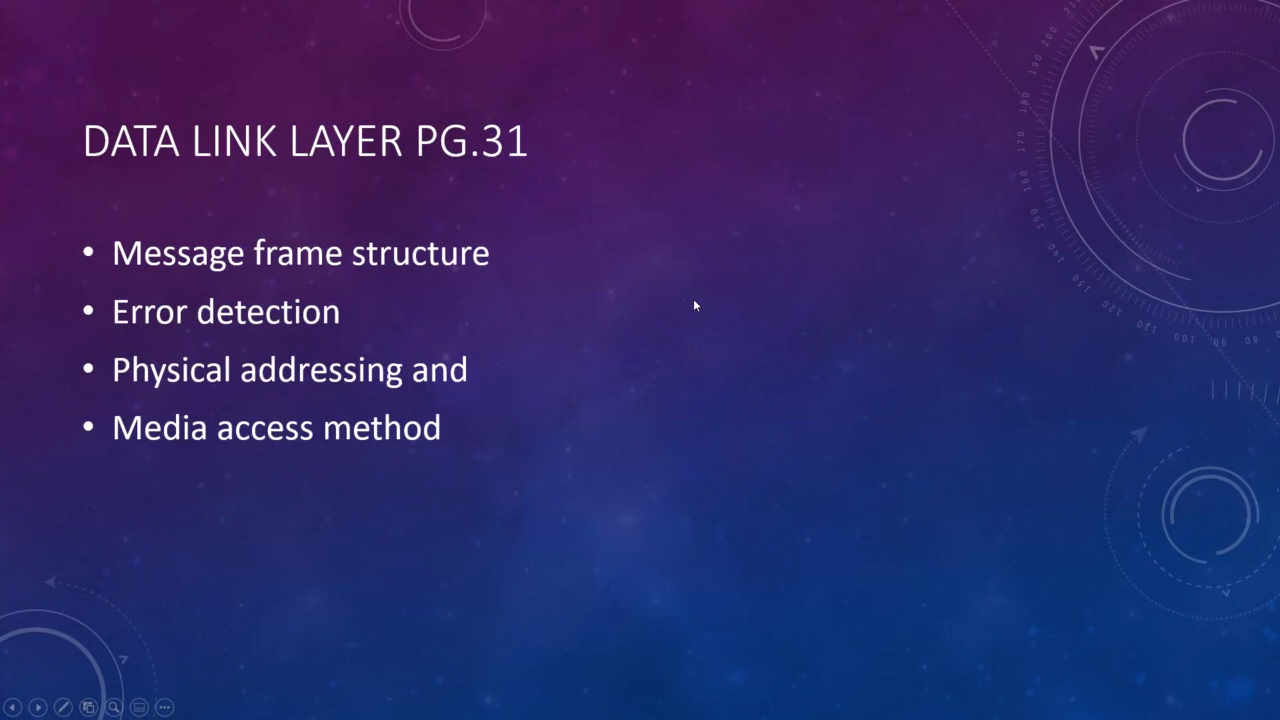 DATA LINK LAYER PG.31
• Message frame structure
• Error detection
• Physical addressing and
• Media access method